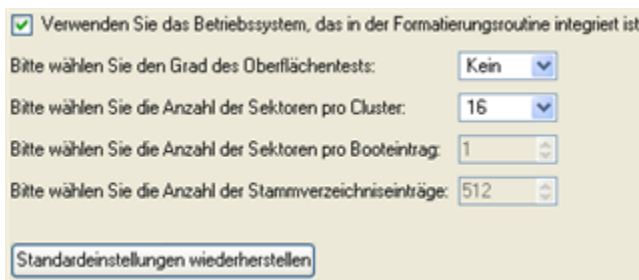 Verwenden Sie das Betriebssystem, das in der Formatierungsroutine integriert ist
Bitte wählen Sie den Grad des Oberflächentests: Kein
Bitte wählen Sie die Anzahl der Sektoren pro Cluster: 16
Bitte wählen Sie die Anzahl der Sektoren pro Booteintrag: 1
Bitte wählen Sie die Anzahl der Stammverzeichniseinträge: 512
Standardeinstellungen wiederherstellen